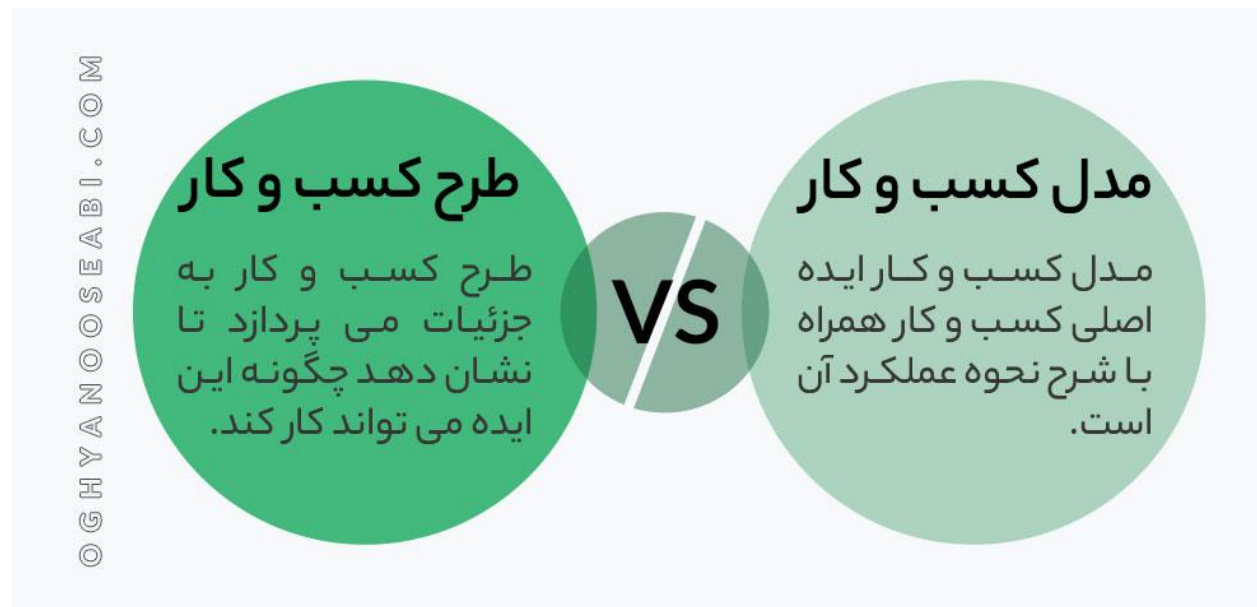 مدل کسب و کار
مدل کسب و کار ایده
اصلی کسب و کار همراه
با شرح نحوه عملکرد آن
است.
VS
طرح کسب و کار
طرح کسب و کار به
جزئیات می پردازد تا
نشان دهد چگونه این
ایده می تواند کار کند.
OGHYANOOSEABI.COM